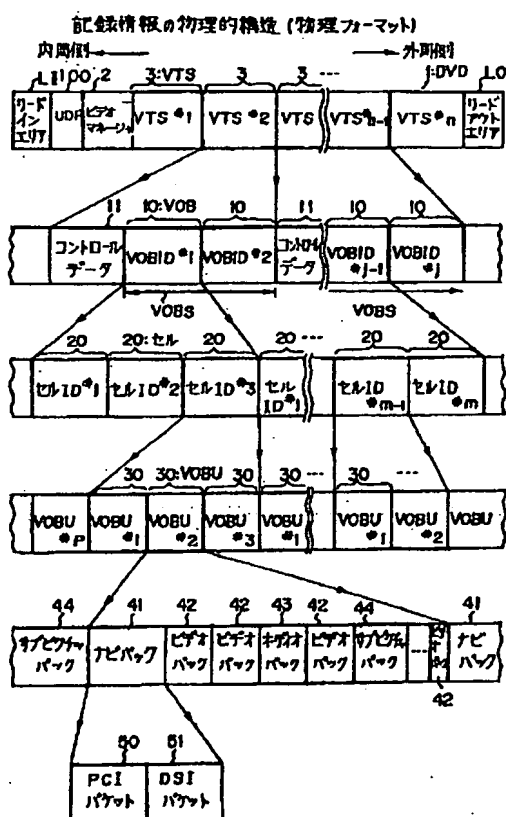 記録情報の物理的構造(物理フォーマット)
内周側 外周側
LI 100 2 3:VTS 3 3 ··· 1:DVD LO
リードインエリア UDF ビデオマネージャ VTS#1 VTS#2 VTS VTS#n-1 VTS#n リードアウトエリア
11 10:VOB 10 11 10 10
コントロールデータ VOBID#1 VOBID#2 コントロールデータ VOBID#j-1 VOBID#j
VOBS VOBS
20 20:セル 20 20 ··· 20 20
セルID#1 セルID#2 セルID#3 セルID#1 セルID#m-1 セルID#m
30 30:VOBU 30 30 ··· 30 ···
VOBU#P VOBU#1 VOBU#2 VOBU#3 VOBU#1 VOBU#1 VOBU#2 VOBU
44 41 42 42 43 42 44 41
サブピクチャパック ナビパック ビデオパック ビデオパック オーディオパック ビデオパック サブピクチャパック ···· ビデオパック ナビパック
42
50 51
PCIパケット DSIパケット